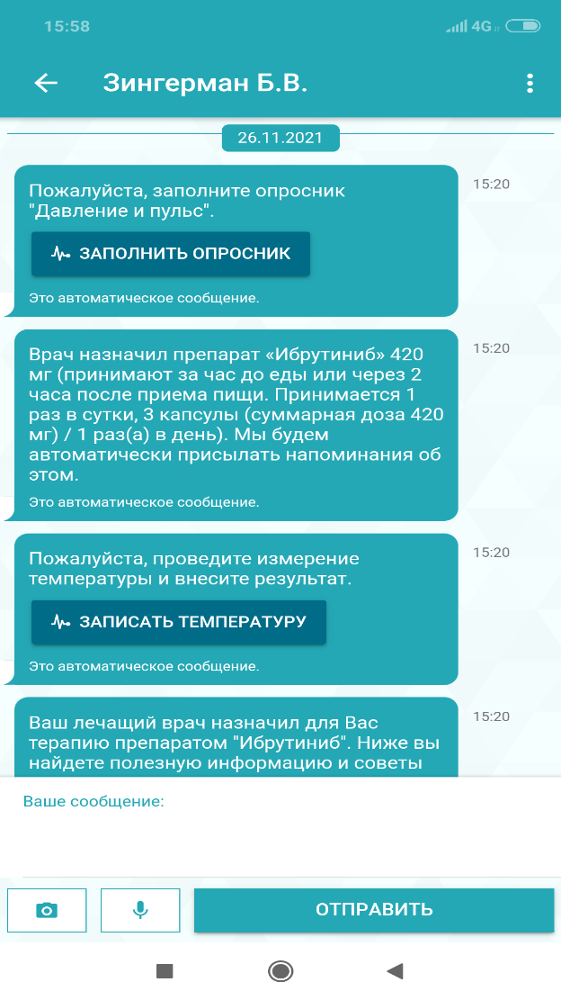 15:58
4G
Зингерман Б.В.
26.11.2021
Пожалуйста, заполните опросник
"Давление и пульс".
15:20
ЗАПОЛНИТЬ ОПРОСНИК
Это автоматическое сообщение.
Врач назначил препарат «Ибрутиниб» 420
15:20
мг (принимают за час до еды или через 2
часа после приема пищи. Принимается 1
раз в сутки, 3 капсулы (суммарная доза 420
мг) / 1 раз(а) в день). Мы будем
автоматически присылать напоминания об
этом.
Это автоматическое сообщение.
Пожалуйста, проведите измерение
15:20
температуры и внесите результат.
ЗАПИСАТЬ ТЕМПЕРАТУРУ
Это автоматическое сообщение.
Ваш лечащий врач назначил для Вас
15:20
терапию препаратом "Ибрутиниб". Ниже вы
найдете полезную информацию и советы
Ваше сообщение:
ОТПРАВИТЬ